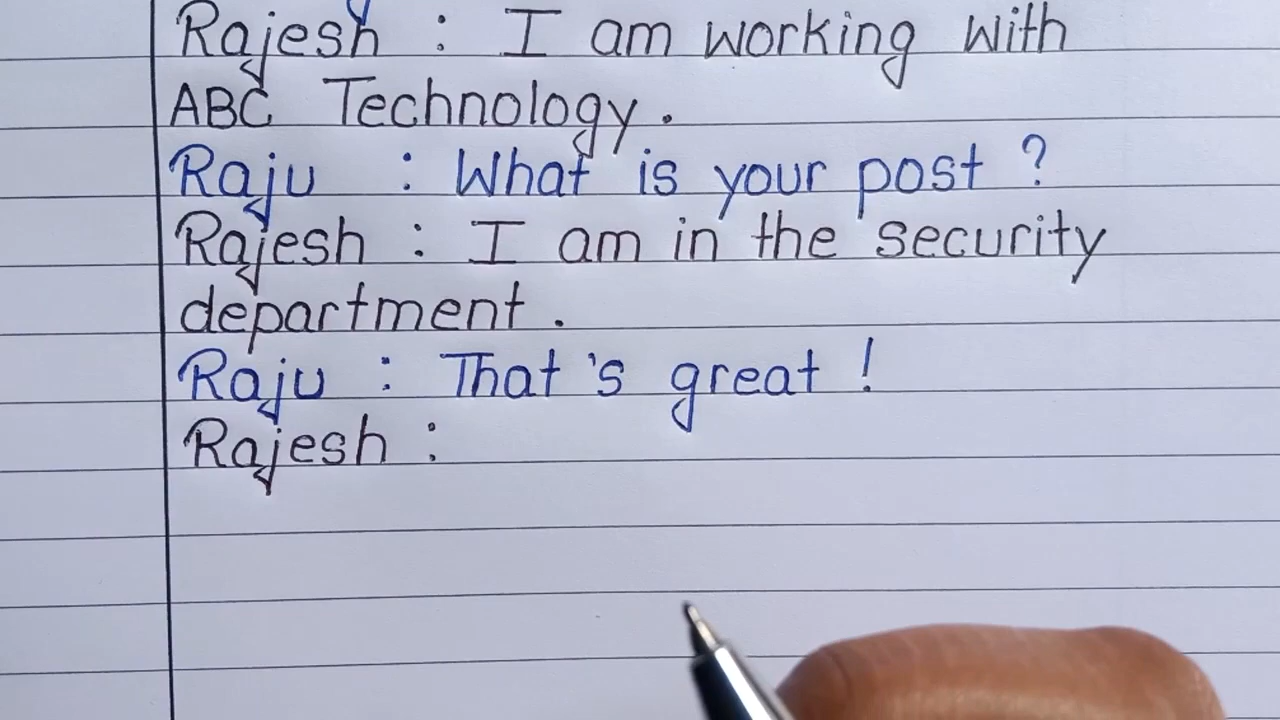 Rajesh : I am working with
ABC Technology.
Raju : What is your post ?
Rajesh : I am in the security
department.
Raju : That's great !
Rajesh :